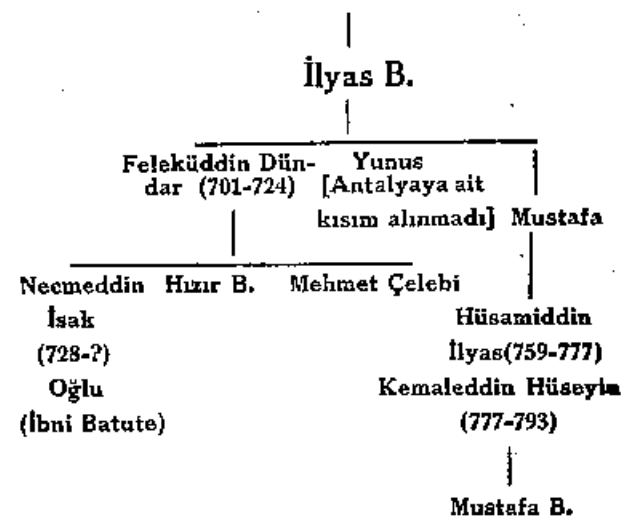 İlyas B.
Feleküddin Dün- Yunus
dar (701-724) [Antalyaya ait
kısım alınmadı] Mustafa
Necmeddin Hızır B. Mehmet Çelebi
İsak
(728-?)
Oğlu
(İbni Batute)
Hüsamiddin
İlyas(759-777)
Kemaleddin Hüseyin
(777-793)
Mustafa B.